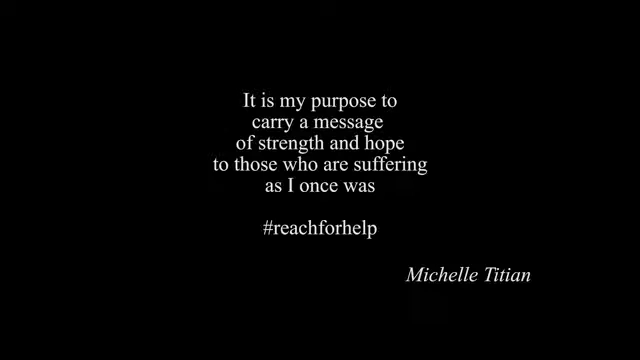 It is my purpose to
carry a message
of strength and hope
to those who are suffering
as I once was
#reachforhelp
Michelle Titian